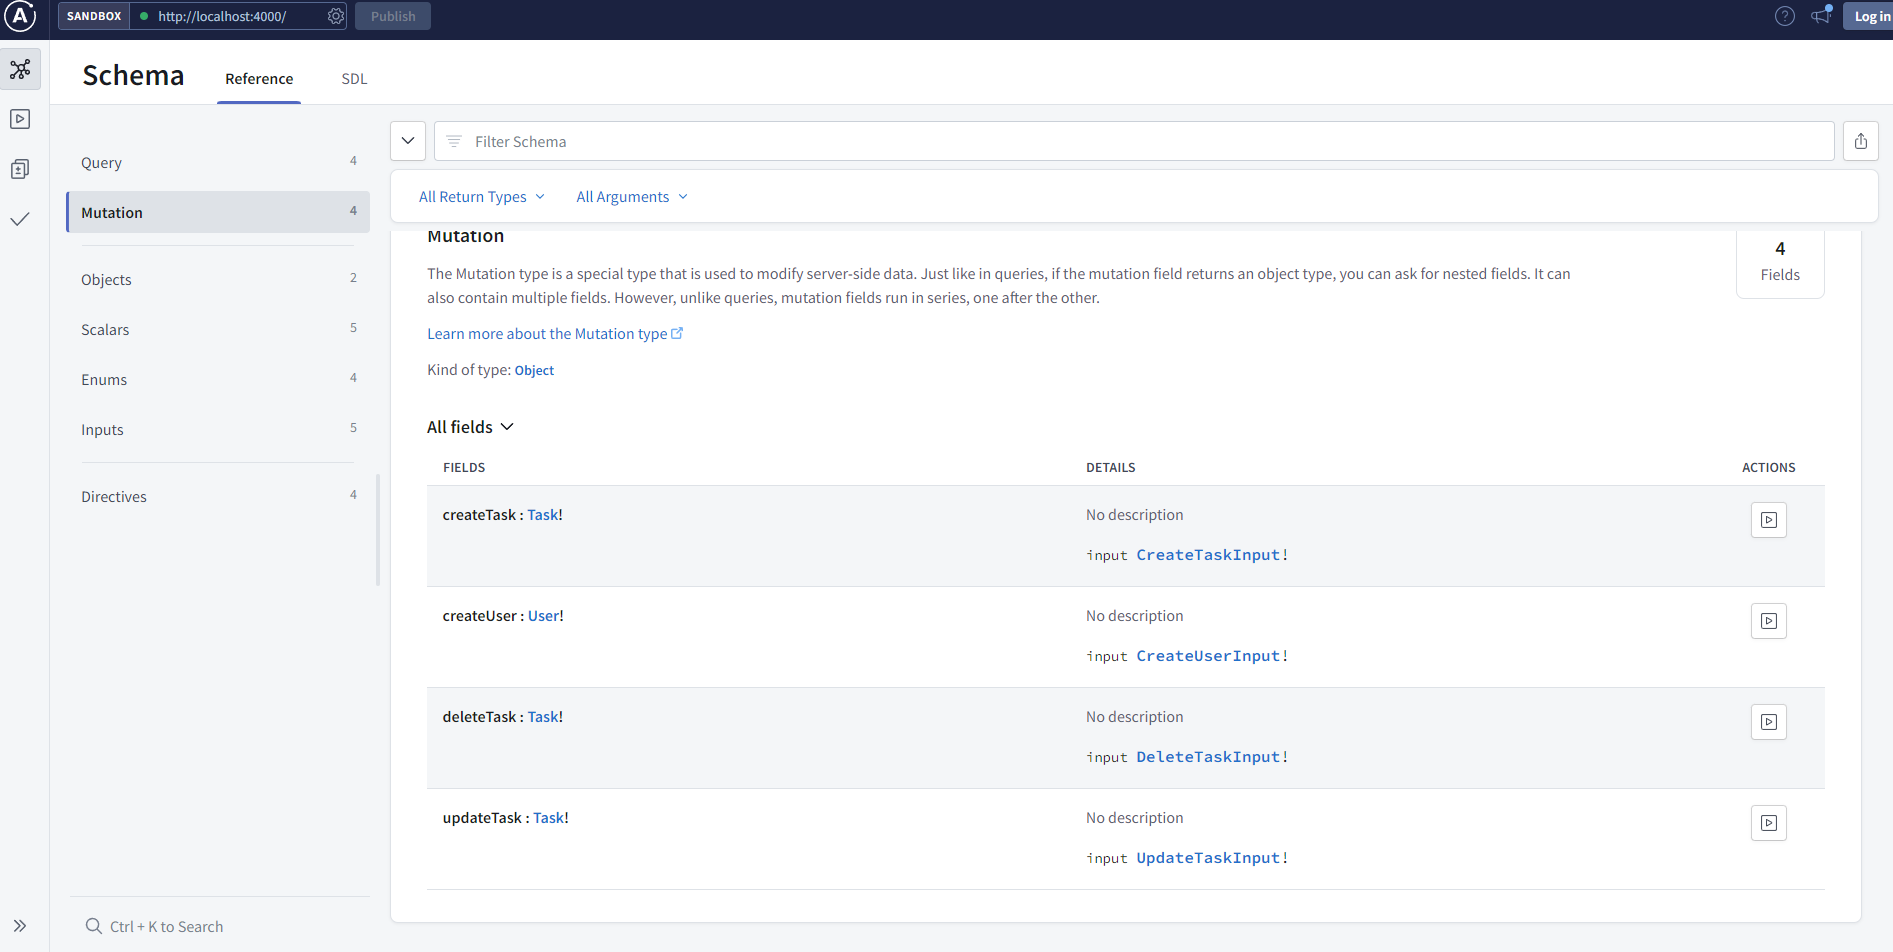 SANDBOX http://localhost:4000/ Publish Log in
Schema Reference SDL
Query 4
Mutation 4
Objects 2
Scalars 5
Enums 4
Inputs 5
Directives 4
Ctrl + K to Search
Filter Schema
All Return Types All Arguments
Mutation
The Mutation type is a special type that is used to modify server-side data. Just like in queries, if the mutation field returns an object type, you can ask for nested fields. It can
also contain multiple fields. However, unlike queries, mutation fields run in series, one after the other.
4
Fields
Learn more about the Mutation type
Kind of type: Object
All fields
FIELDS DETAILS ACTIONS
createTask : Task! No description
input CreateTaskInput!
createUser : User! No description
input CreateUserInput!
deleteTask : Task! No description
input DeleteTaskInput!
updateTask : Task! No description
input UpdateTaskInput!